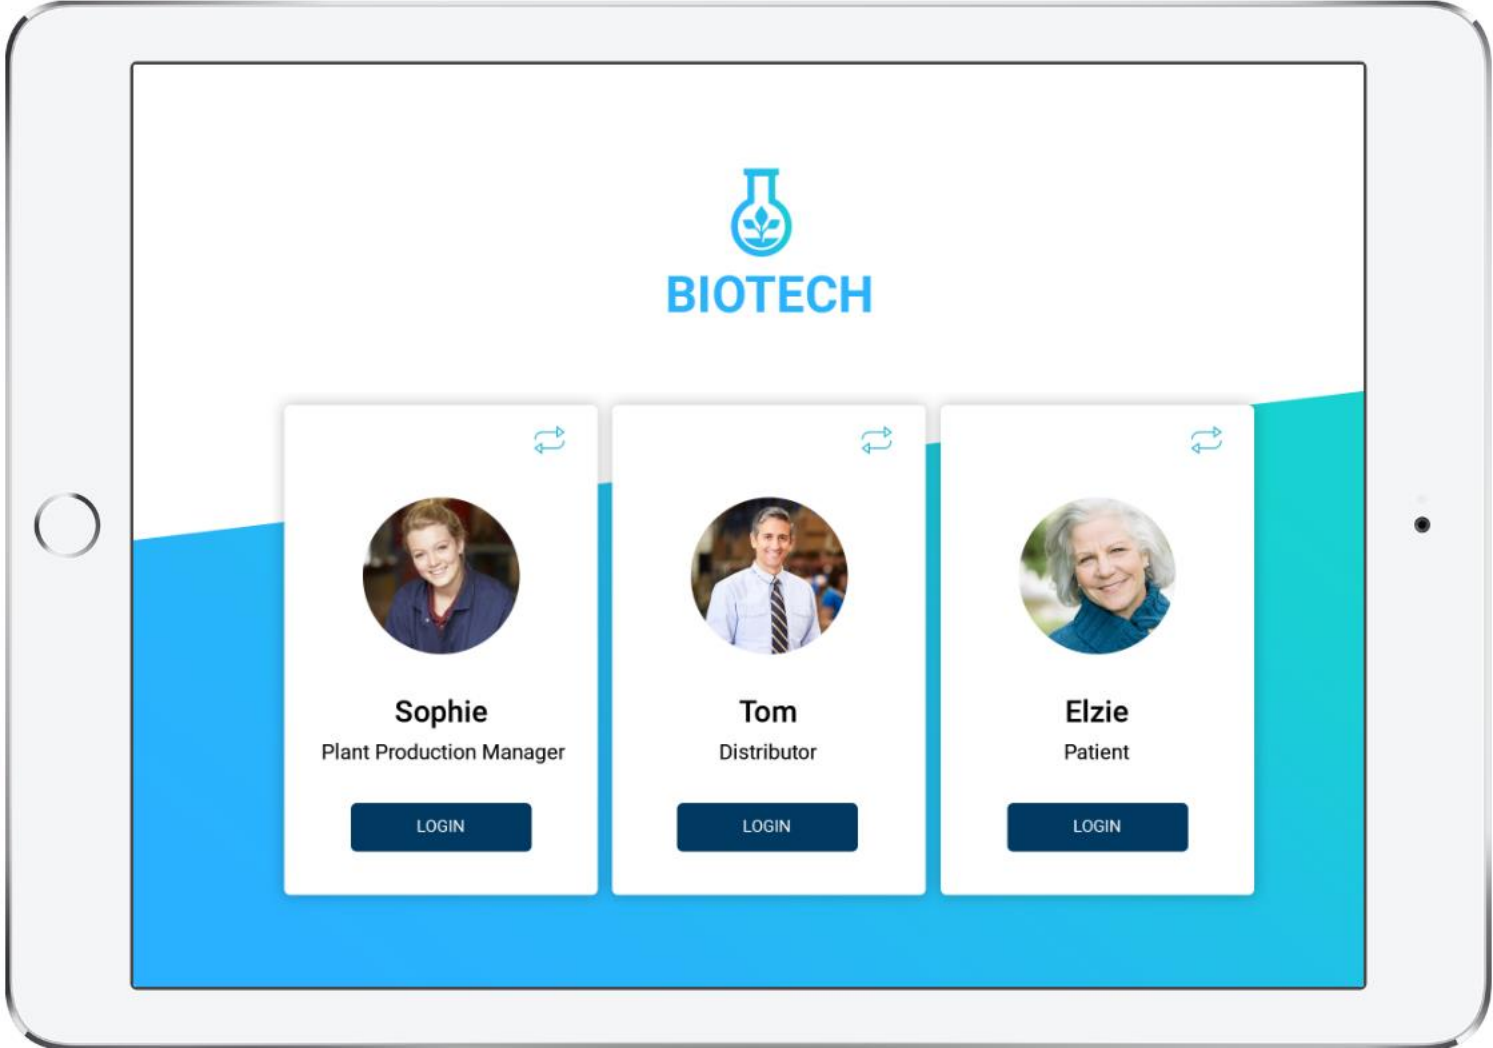 BIOTECH
Sophie
Plant Production Manager
LOGIN
Tom
Distributor
LOGIN
Elzie
Patient
LOGIN